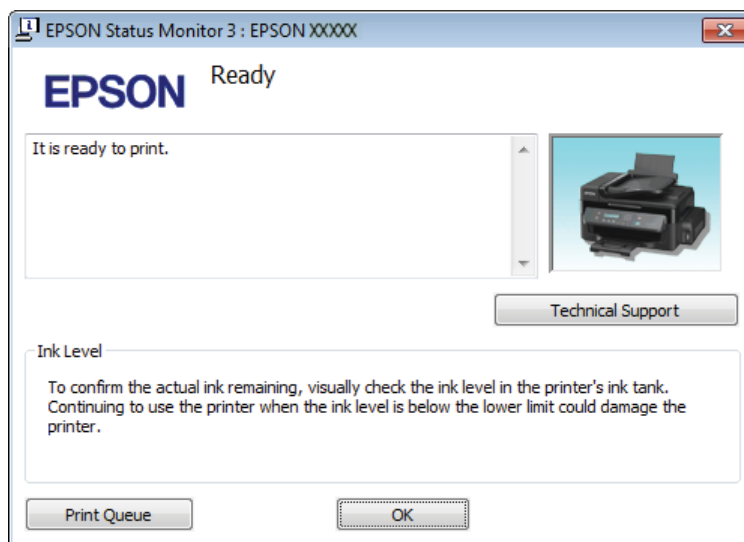 EPSON Status Monitor 3 : EPSON XXXXX
EPSON
Ready
It is ready to print.
Technical Support
Ink Level
To confirm the actual ink remaining, visually check the ink level in the printer's ink tank.
Continuing to use the printer when the ink level is below the lower limit could damage the
printer.
Print Queue
OK